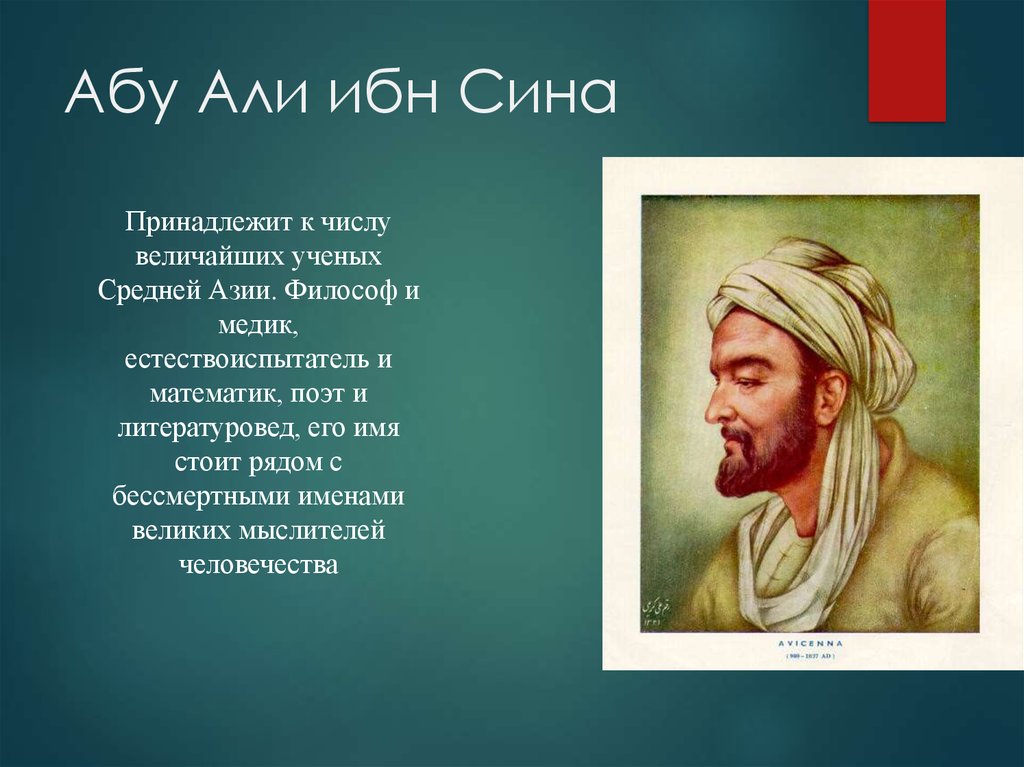 Абу Али ибн Сина
Принадлежит к числу
величайших ученых
Средней Азии. Философ и
медик,
естествоиспытатель и
математик, поэт и
литературовед, его имя
стоит рядом с
бессмертными именами
великих мыслителей
человечества
AVICENNA
( 980 – 1037 AD )